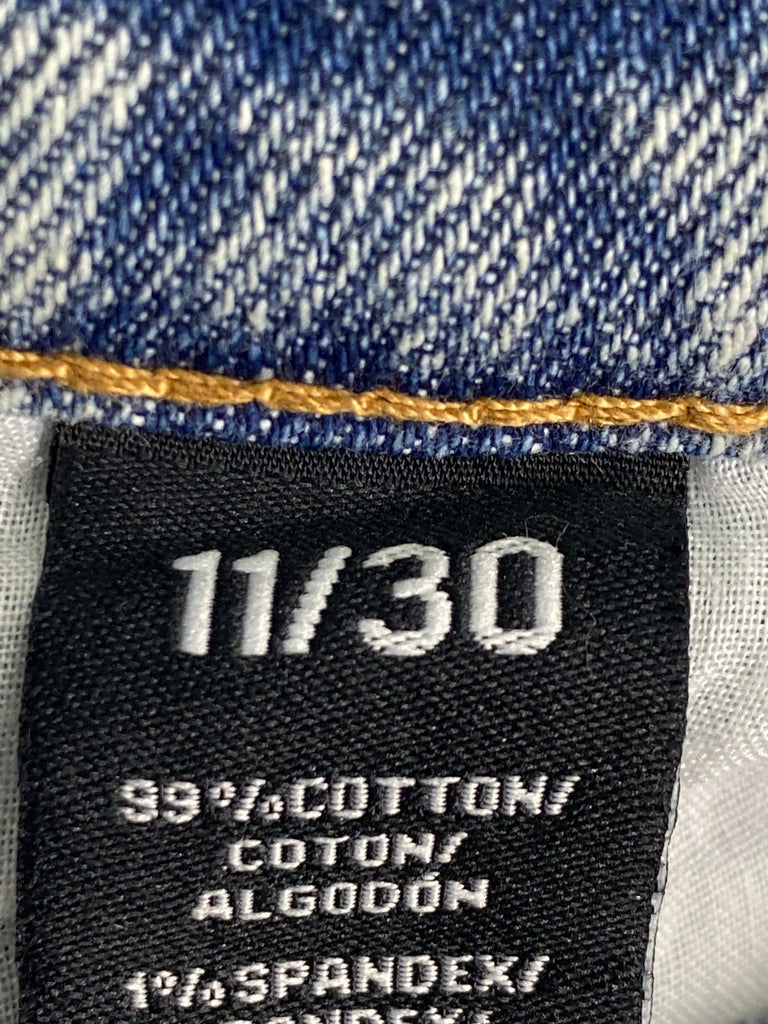 11/30
99%COTTON/
COTON/
ALGODÓN
1%SPANDEX/